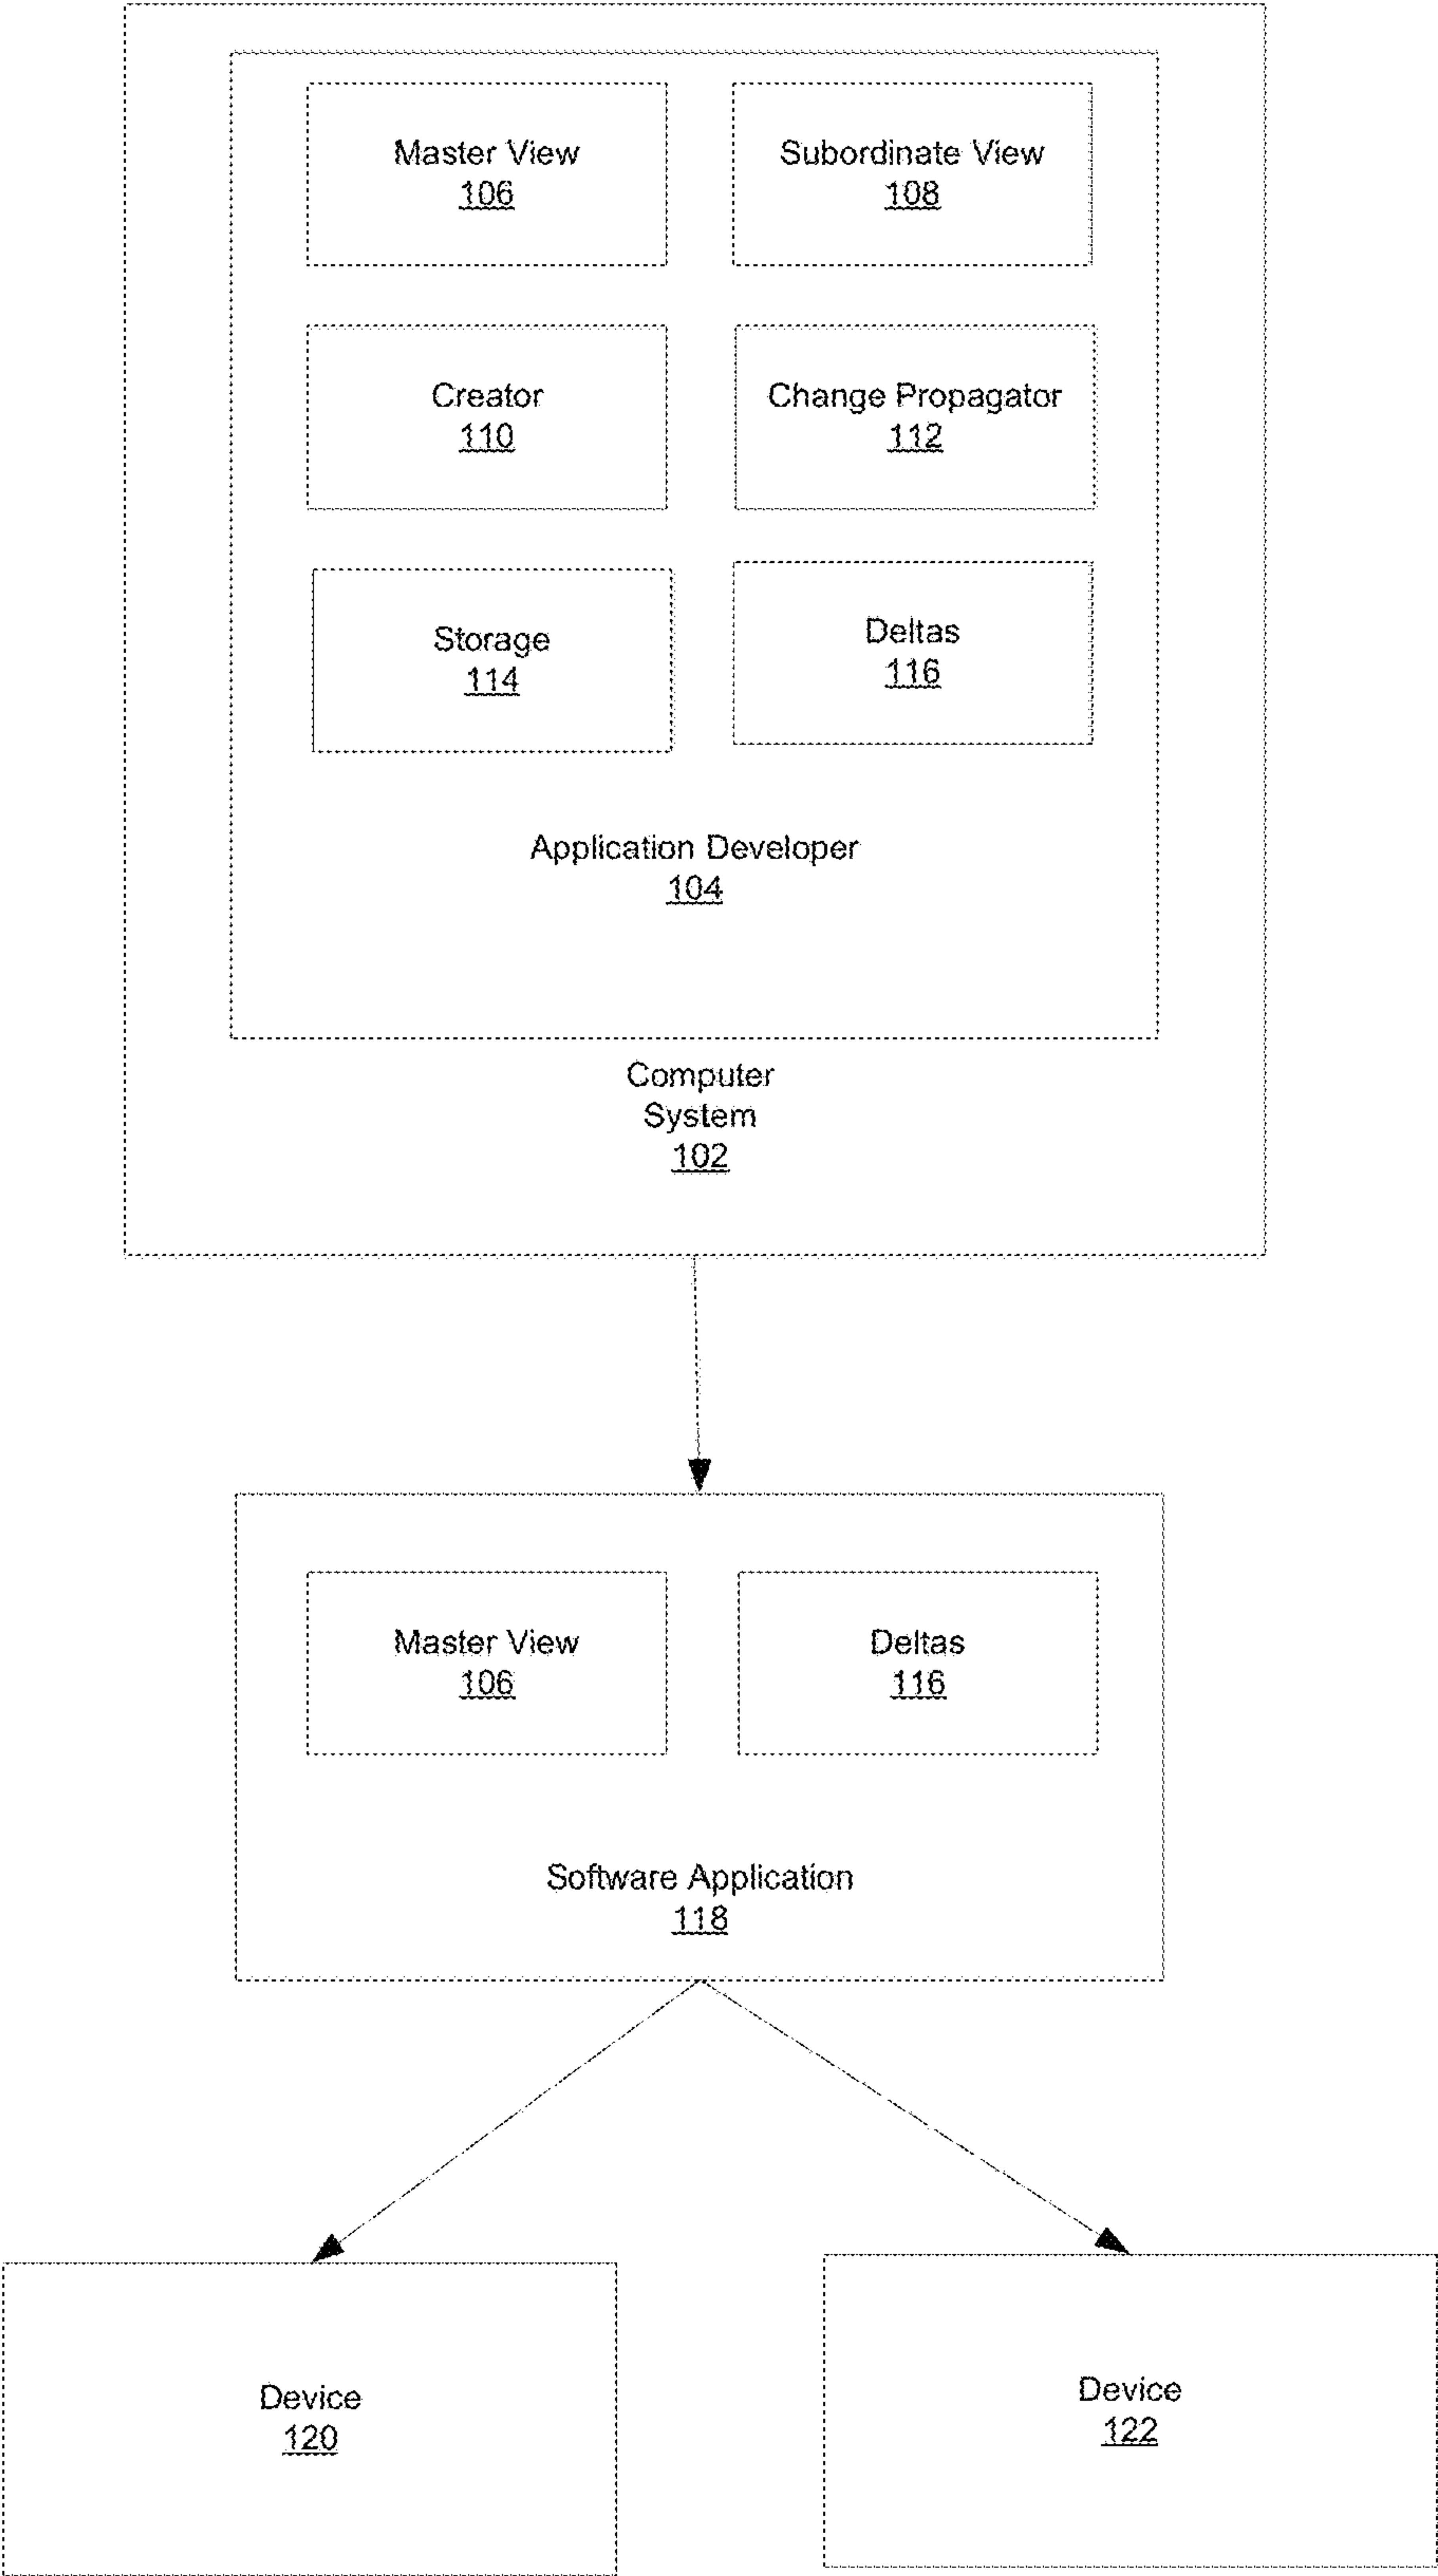 Master View
106
Subordinate View
108
Creator
110
Change Propagator
112
Storage
114
Deltas
116
Application Developer
104
Computer
System
102
Master View
106
Deltas
116
Software Application
118
Device
120
Device
122